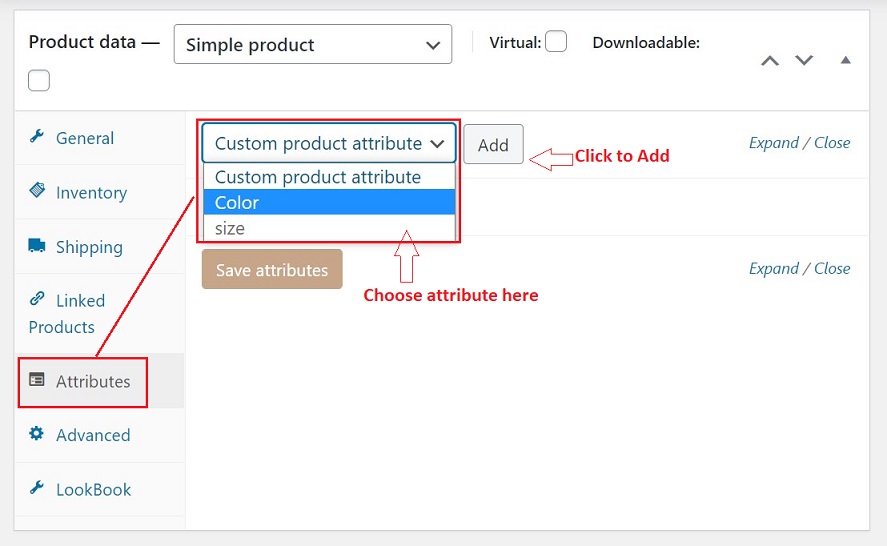 Product data — Simple product Virtual: Downloadable:
General
Inventory
Shipping
Linked
Products
Attributes
Advanced
LookBook
Custom product attribute Add Click to Add Expand / Close
Custom product attribute
Color
size
Save attributes Expand / Close
Choose attribute here